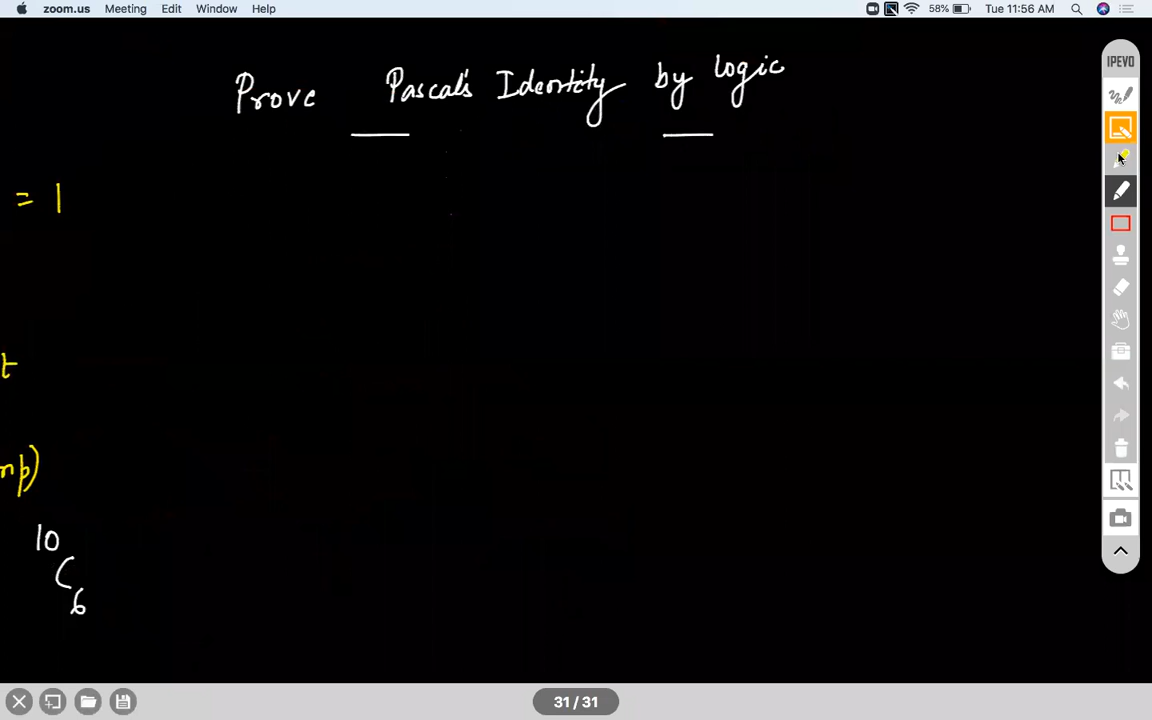 zoom.us Meeting Edit Window Help 58% Tue 11:56 AM
IPEVO
Prove Pascal's Identity by logic
= 1
t
np)
10
C
6
31 / 31